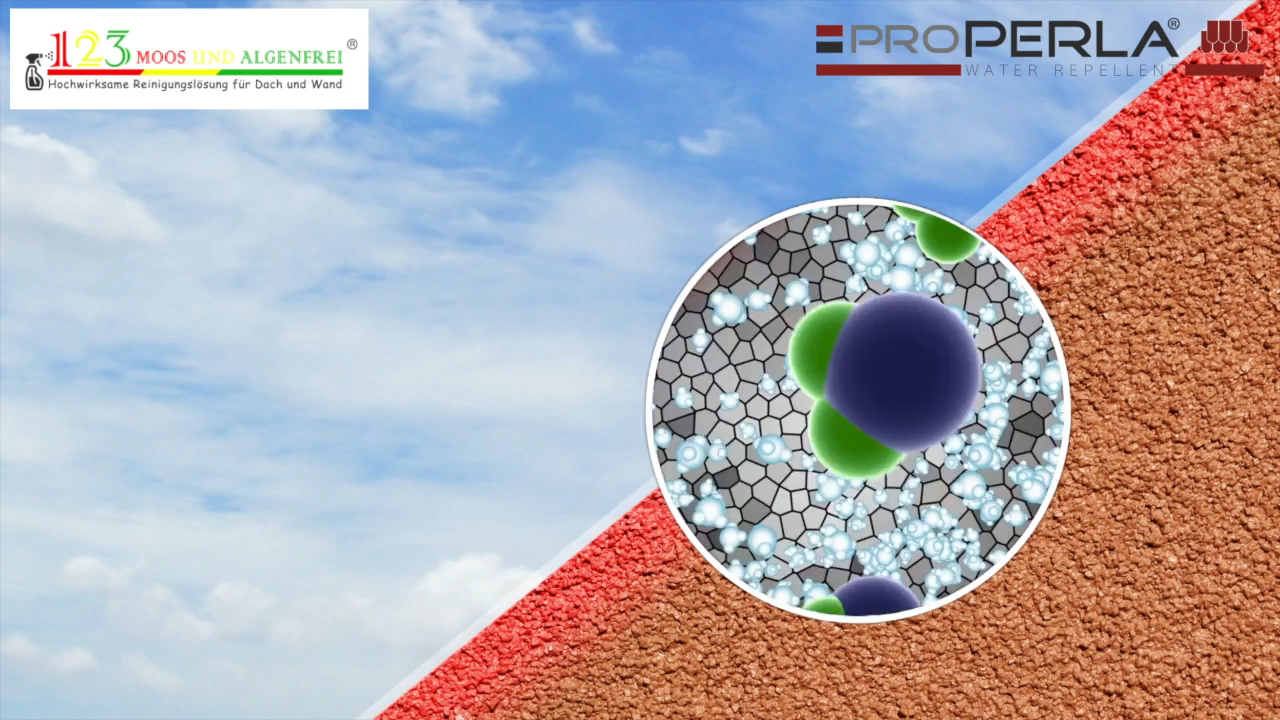 123 MOOS UND ALGENFREI®
Hochwirksame Reinigungslösung für Dach und Wand
PROPERLA®
WATER REPELLENT